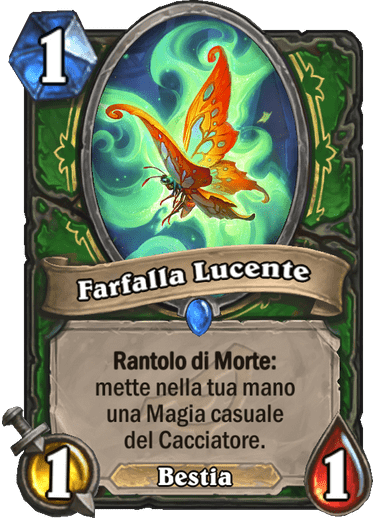 1
Farfalla Lucente
Rantolo di Morte:
mette nella tua mano
una Magia casuale
del Cacciatore.
1
Bestia
1